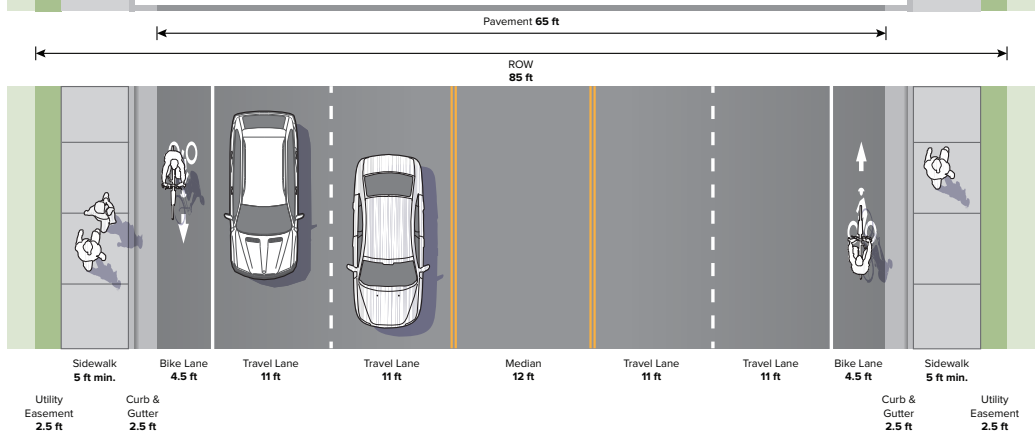 Pavement 65 ft
ROW
85 ft
Sidewalk
5 ft min.
Bike Lane
4.5 ft
Travel Lane
11 ft
Travel Lane
11 ft
Median
12 ft
Travel Lane
11 ft
Travel Lane
11 ft
Bike Lane
4.5 ft
Sidewalk
5 ft min.
Utility
Easement
2.5 ft
Curb &
Gutter
2.5 ft
Curb &
Gutter
2.5 ft
Utility
Easement
2.5 ft